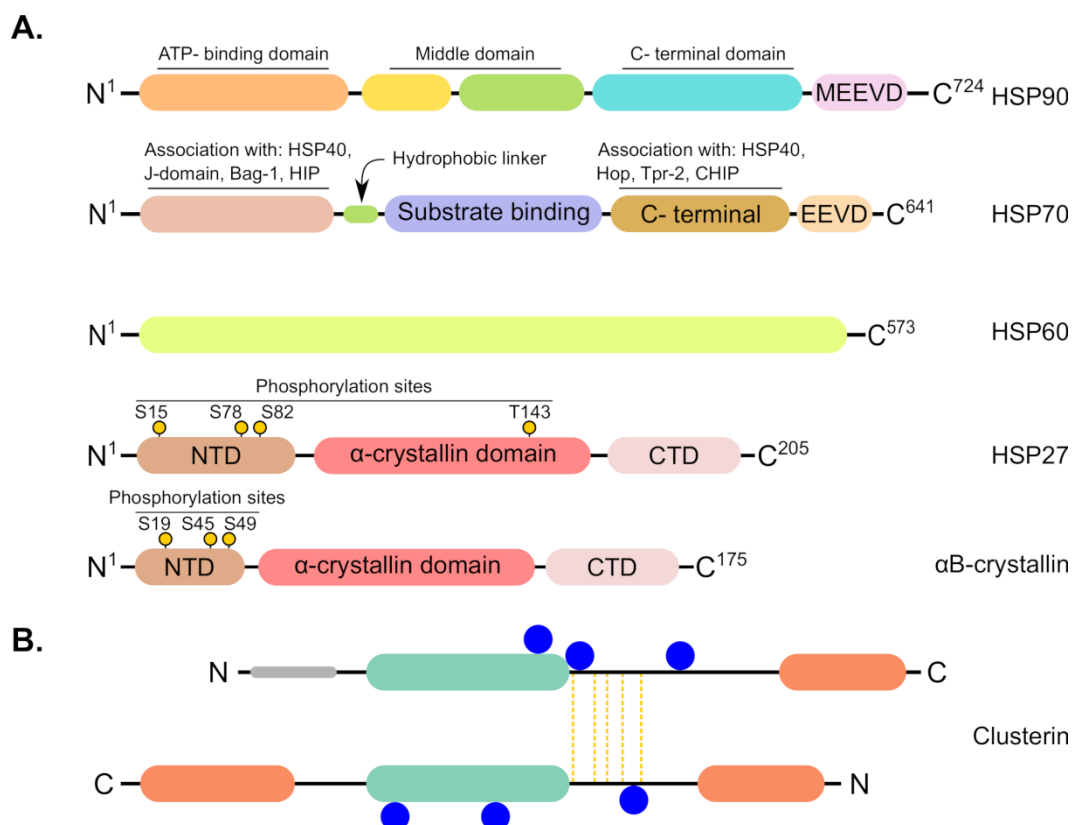 A.
ATP- binding domain Middle domain C- terminal domain
N¹ MEEVD C⁷²⁴ HSP90
Association with: HSP40, J-domain, Bag-1, HIP
Hydrophobic linker
Association with: HSP40, Hop, Tpr-2, CHIP
N¹ Substrate binding C- terminal EEVD C⁶⁴¹ HSP70
N¹ C⁵⁷³ HSP60
Phosphorylation sites
S15 S78 S82 T143
N¹ NTD α-crystallin domain CTD C²⁰⁵ HSP27
Phosphorylation sites
S19 S45 S49
N¹ NTD α-crystallin domain CTD C¹⁷⁵ αB-crystallin
B.
N C
Clusterin
C N